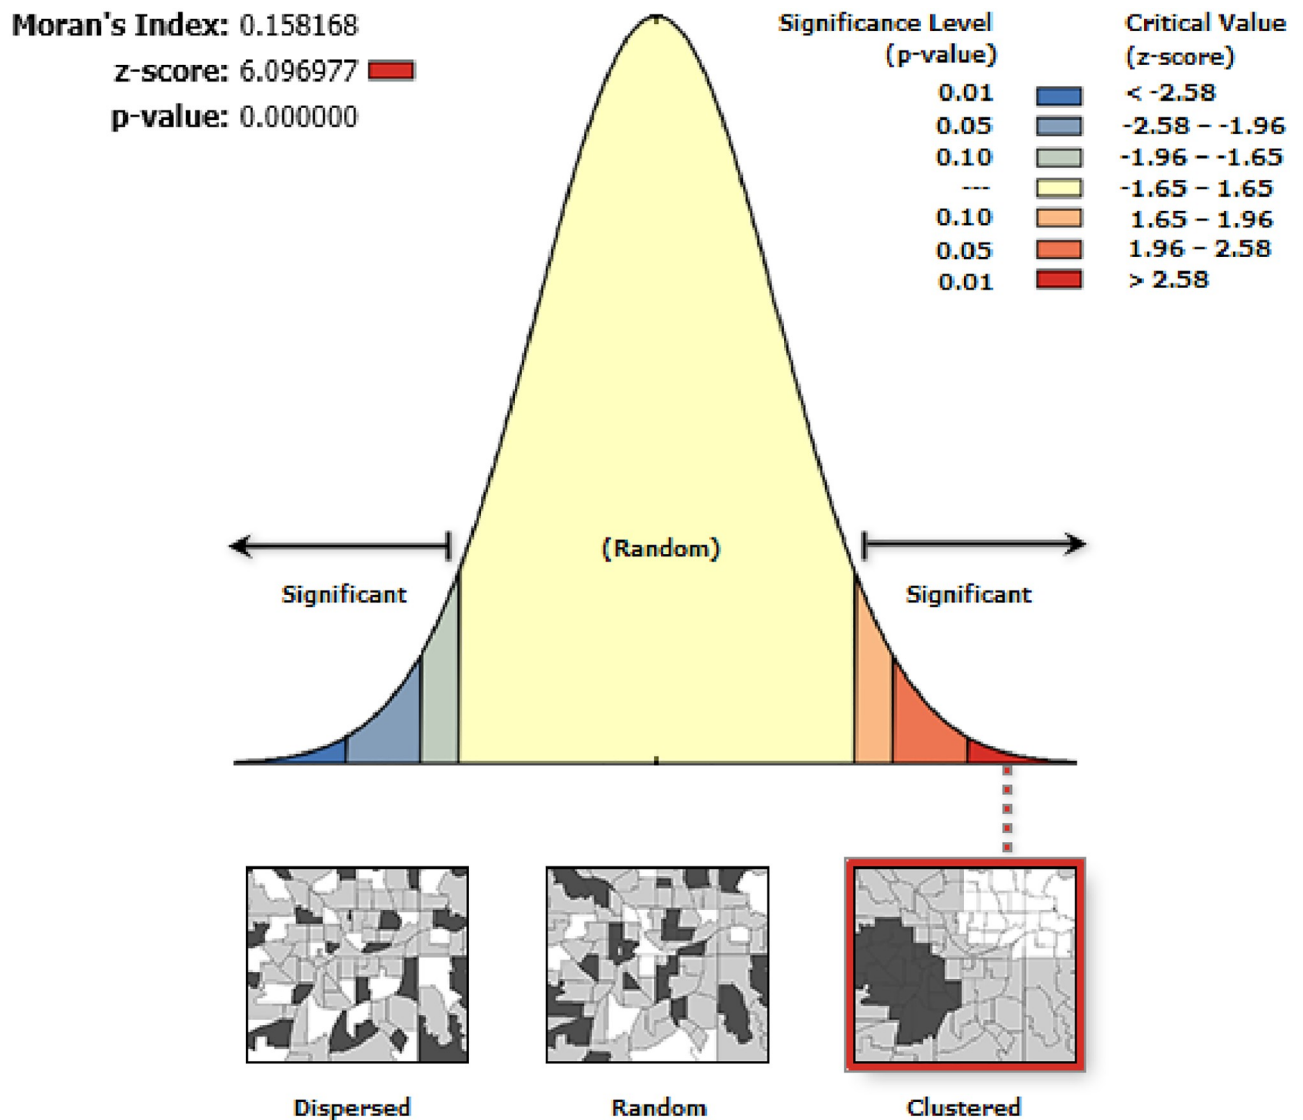 Moran's Index: 0.158168
z-score: 6.096977
p-value: 0.000000
Significance Level
(p-value)
Critical Value
(z-score)
0.01 < -2.58
0.05 -2.58 – -1.96
0.10 -1.96 – -1.65
--- -1.65 – 1.65
0.10 1.65 – 1.96
0.05 1.96 – 2.58
0.01 > 2.58
(Random)
Significant
Significant
Dispersed
Random
Clustered